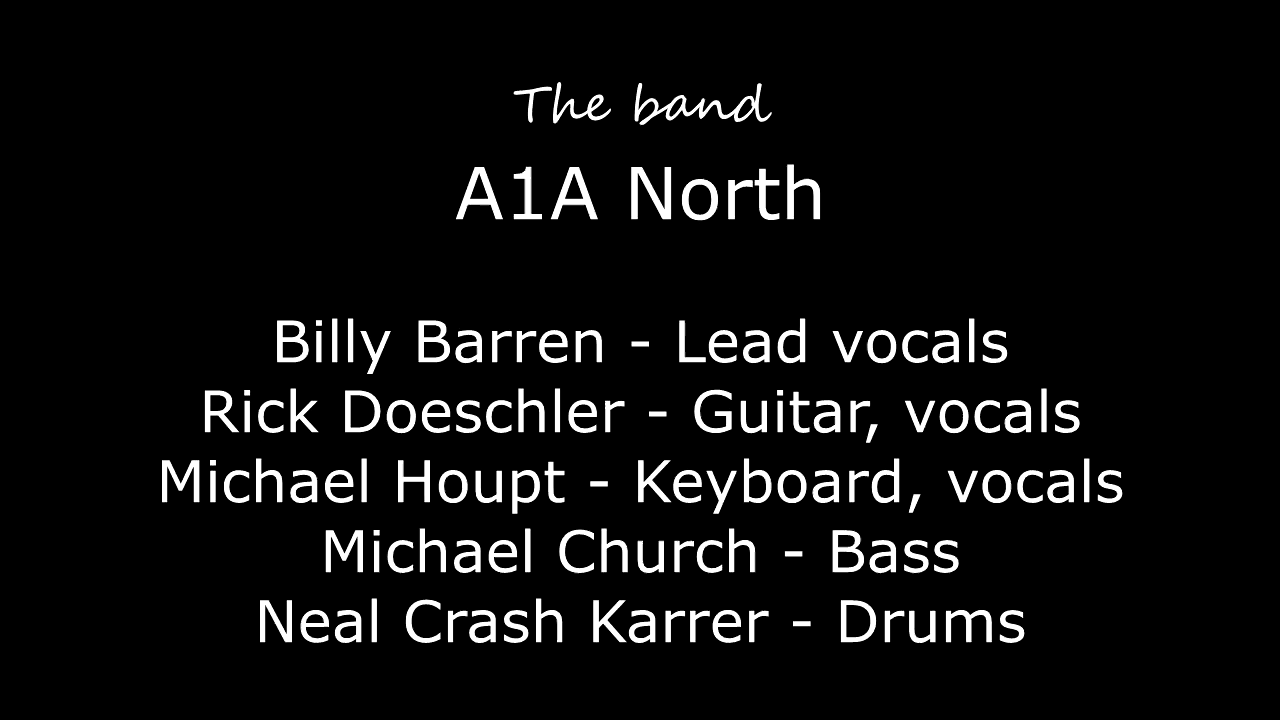 The band
A1A North
Billy Barren - Lead vocals
Rick Doeschler - Guitar, vocals
Michael Houpt - Keyboard, vocals
Michael Church - Bass
Neal Crash Karrer - Drums